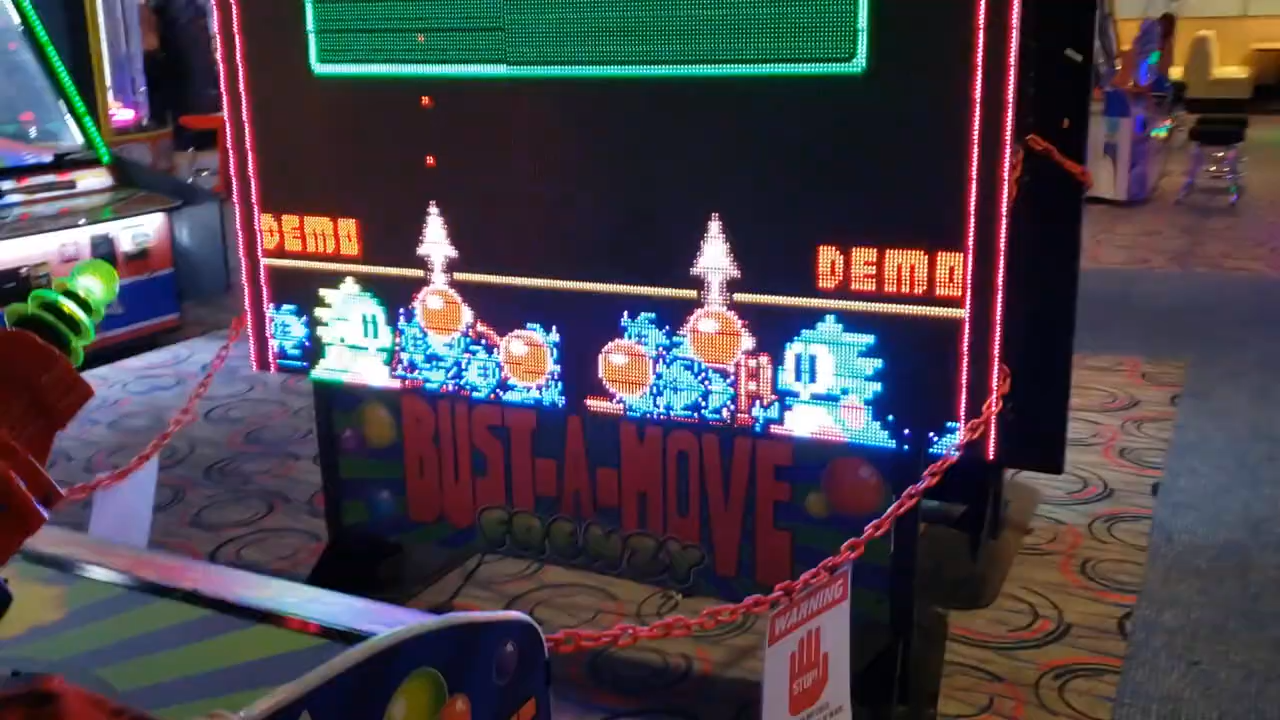 DEMO
DEMO
BUST-A-MOVE
FRENZY
WARNING
STOP!